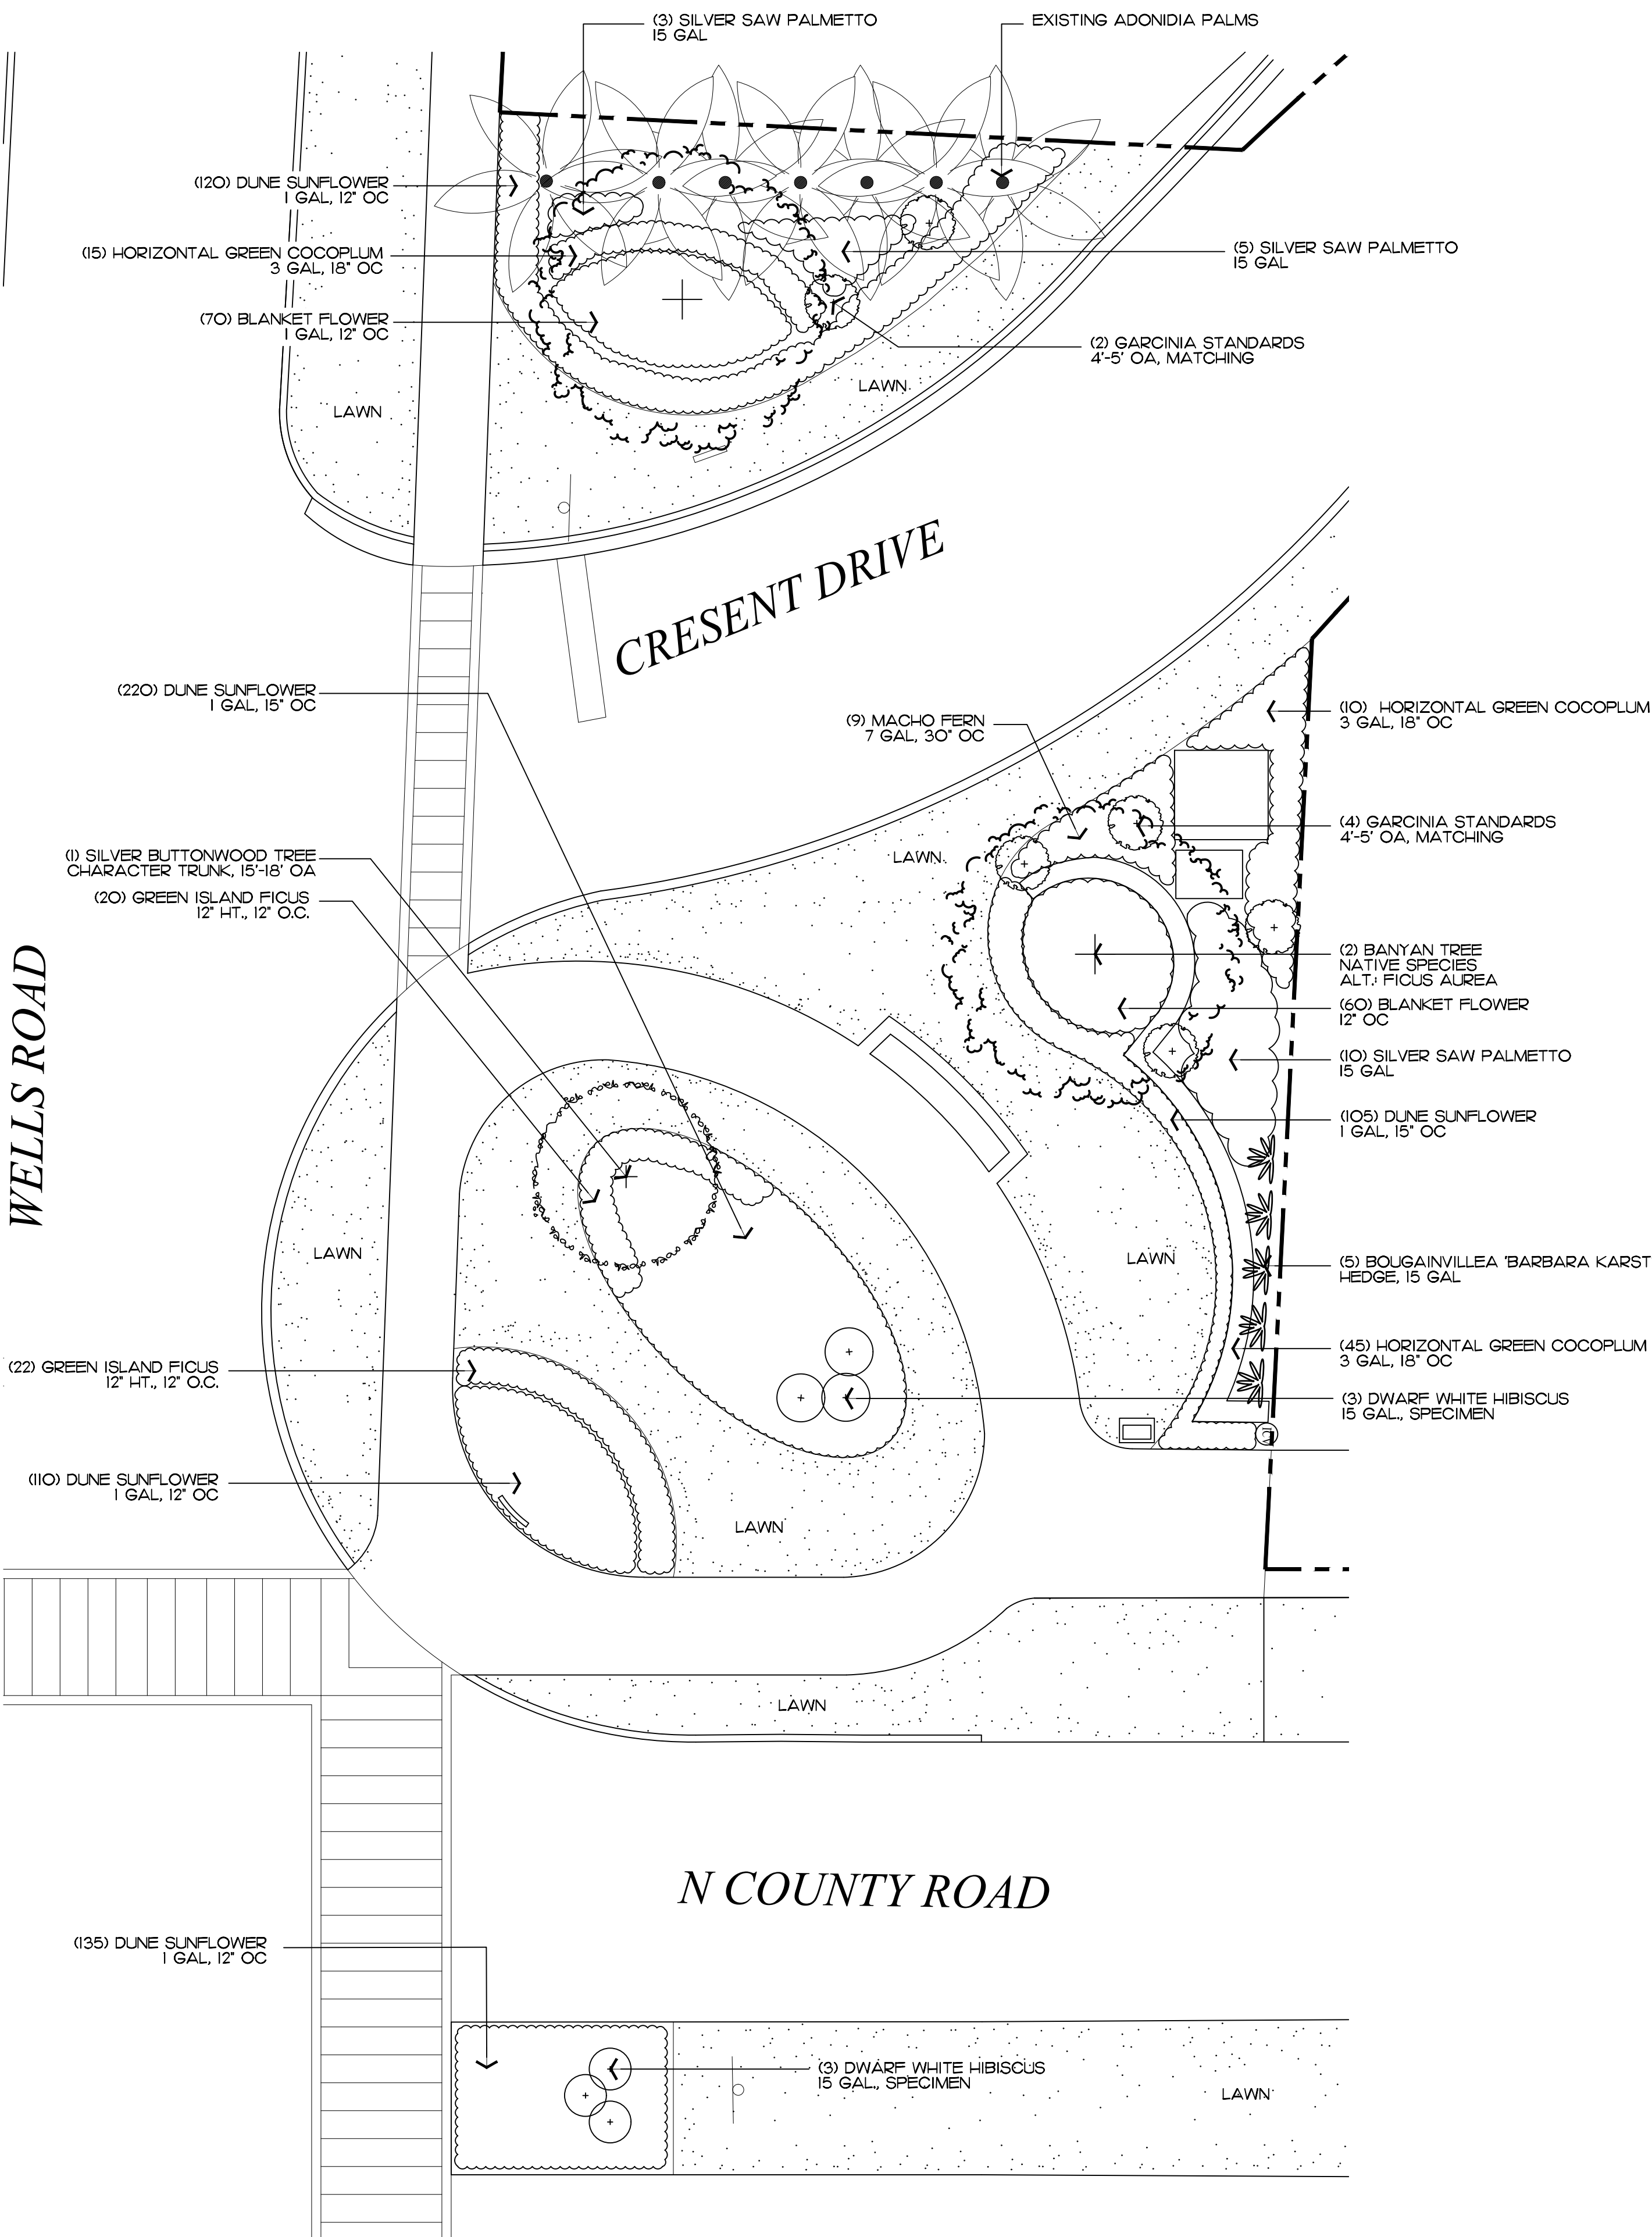 (3) SILVER SAW PALMETTO
15 GAL
EXISTING ADONIDIA PALMS
(120) DUNE SUNFLOWER
1 GAL, 12" OC
(15) HORIZONTAL GREEN COCOPLUM
3 GAL, 18" OC
(5) SILVER SAW PALMETTO
15 GAL
(70) BLANKET FLOWER
1 GAL, 12" OC
(2) GARCINIA STANDARDS
4'-5' OA, MATCHING
LAWN
LAWN
CRESENT DRIVE
(220) DUNE SUNFLOWER
1 GAL, 15" OC
(9) MACHO FERN
7 GAL, 30" OC
(10) HORIZONTAL GREEN COCOPLUM
3 GAL, 18" OC
(4) GARCINIA STANDARDS
4'-5' OA, MATCHING
(1) SILVER BUTTONWOOD TREE
CHARACTER TRUNK, 15'-18' OA
LAWN
(20) GREEN ISLAND FICUS
12" HT., 12" O.C.
(2) BANYAN TREE
NATIVE SPECIES
ALT.: FICUS AUREA
(60) BLANKET FLOWER
12" OC
(10) SILVER SAW PALMETTO
15 GAL
WELLS ROAD
(105) DUNE SUNFLOWER
1 GAL, 15" OC
LAWN
LAWN
(5) BOUGAINVILLEA 'BARBARA KARST
HEDGE, 15 GAL
(45) HORIZONTAL GREEN COCOPLUM
3 GAL, 18" OC
(22) GREEN ISLAND FICUS
12" HT., 12" O.C.
(3) DWARF WHITE HIBISCUS
15 GAL., SPECIMEN
(110) DUNE SUNFLOWER
1 GAL, 12" OC
LAWN
LAWN
N COUNTY ROAD
(135) DUNE SUNFLOWER
1 GAL, 12" OC
(3) DWARF WHITE HIBISCUS
15 GAL., SPECIMEN
LAWN